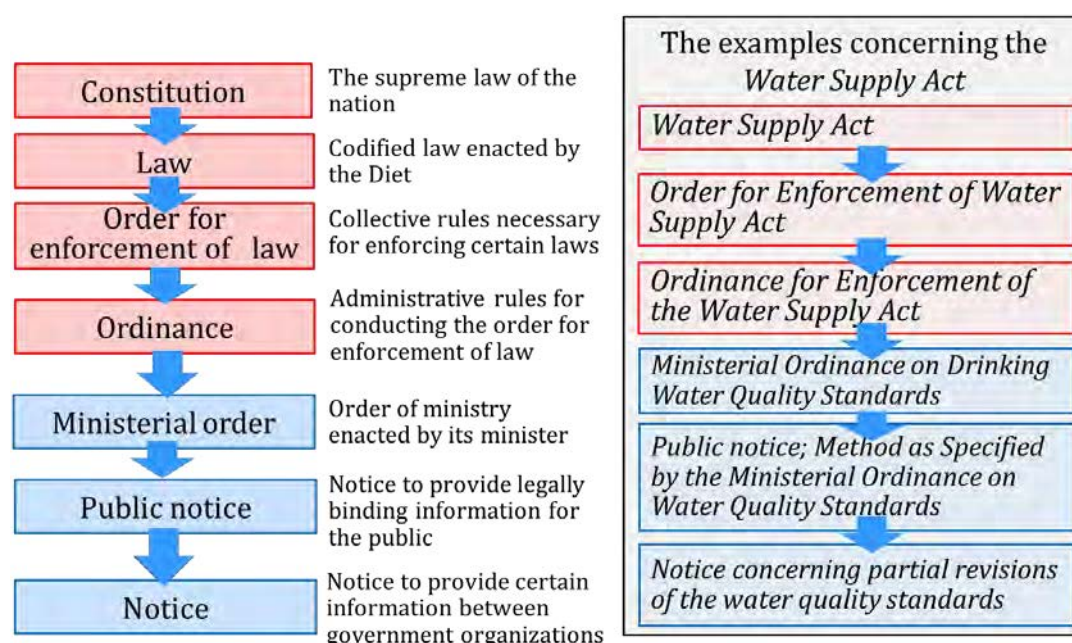 Constitution
The supreme law of the
nation
Law
Codified law enacted by
the Diet
Order for
enforcement of law
Collective rules necessary
for enforcing certain laws
Ordinance
Administrative rules for
conducting the order for
enforcement of law
Ministerial order
Order of ministry
enacted by its minister
Public notice
Notice to provide legally
binding information for
the public
Notice
Notice to provide certain
information between
government organizations
The examples concerning the
Water Supply Act
Water Supply Act
Order for Enforcement of Water
Supply Act
Ordinance for Enforcement of
the Water Supply Act
Ministerial Ordinance on Drinking
Water Quality Standards
Public notice; Method as Specified
by the Ministerial Ordinance on
Water Quality Standards
Notice concerning partial revisions
of the water quality standards